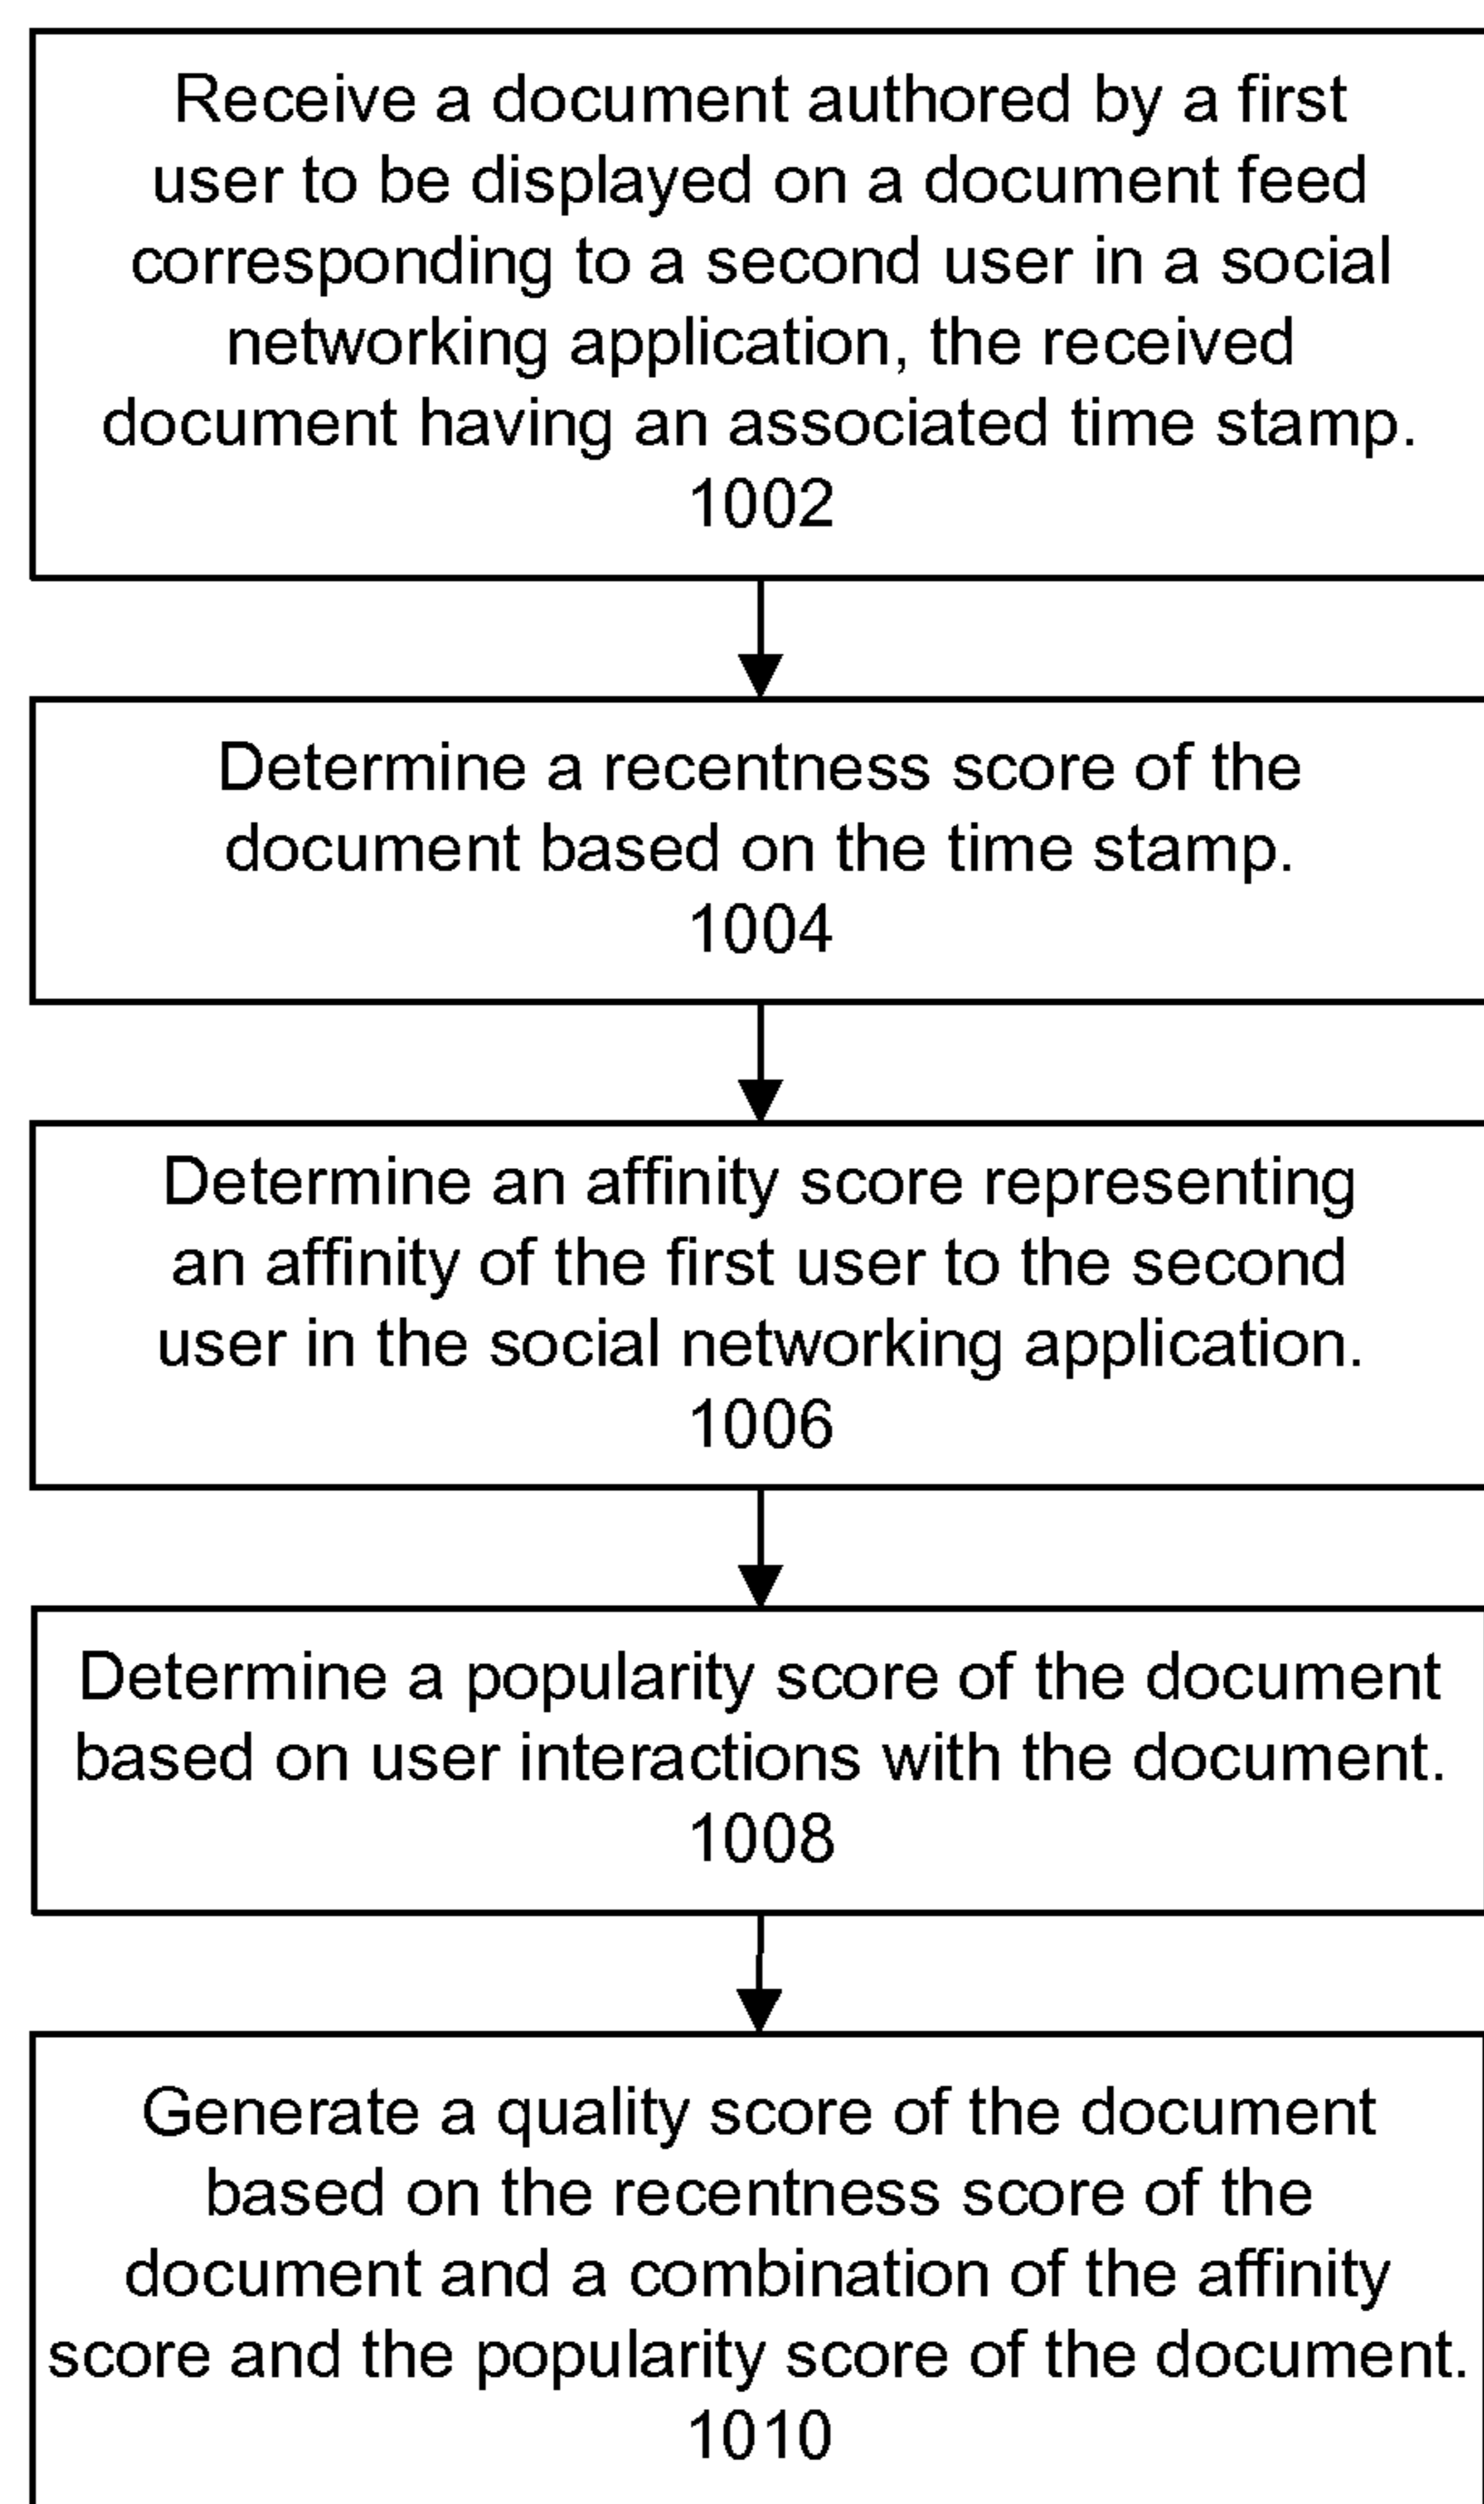 Receive a document authored by a first
user to be displayed on a document feed
corresponding to a second user in a social
networking application, the received
document having an associated time stamp.
1002
Determine a recentness score of the
document based on the time stamp.
1004
Determine an affinity score representing
an affinity of the first user to the second
user in the social networking application.
1006
Determine a popularity score of the document
based on user interactions with the document.
1008
Generate a quality score of the document
based on the recentness score of the
document and a combination of the affinity
score and the popularity score of the document.
1010